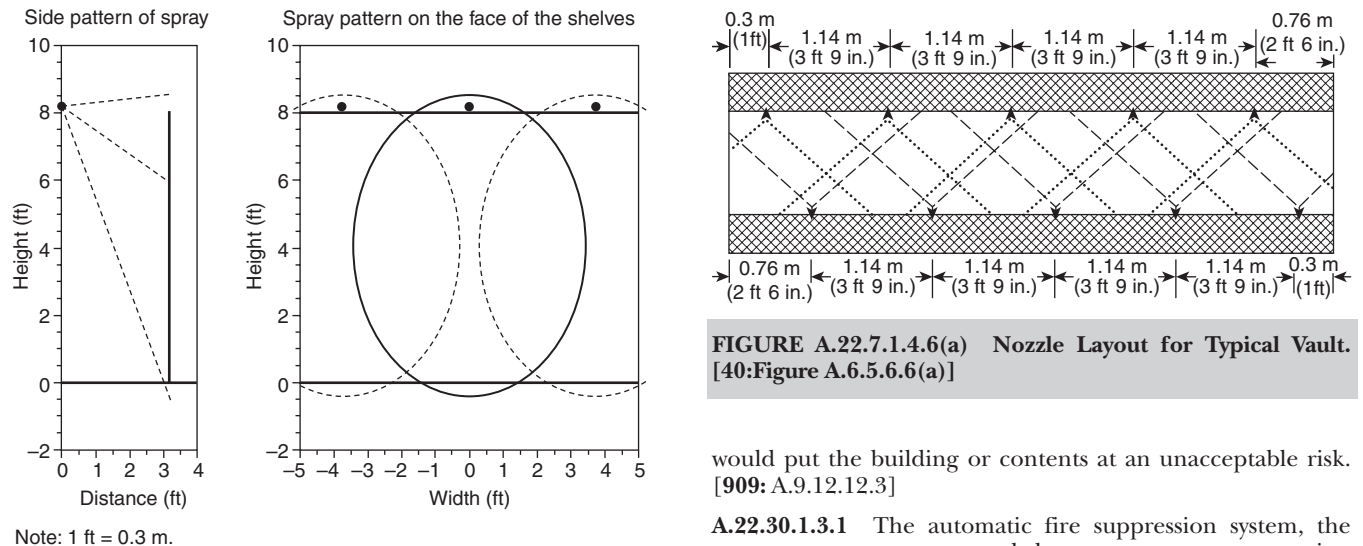 Side pattern of spray
Spray pattern on the face of the shelves
10
8
6
4
2
0
–2
Height (ft)
0 1 2 3 4
Distance (ft)
10
8
6
4
2
0
–2
Height (ft)
–5 –4 –3 –2 –1 0 1 2 3 4 5
Width (ft)
Note: 1 ft = 0.3 m.
0.3 m
(1ft)
1.14 m
(3 ft 9 in.)
1.14 m
(3 ft 9 in.)
1.14 m
(3 ft 9 in.)
1.14 m
(3 ft 9 in.)
0.76 m
(2 ft 6 in.)
0.76 m
(2 ft 6 in.)
1.14 m
(3 ft 9 in.)
1.14 m
(3 ft 9 in.)
1.14 m
(3 ft 9 in.)
1.14 m
(3 ft 9 in.)
0.3 m
(1ft)
FIGURE A.22.7.1.4.6(a) Nozzle Layout for Typical Vault.
[40:Figure A.6.5.6.6(a)]
would put the building or contents at an unacceptable risk.
[909: A.9.12.12.3]
A.22.30.1.3.1 The automatic fire suppression system, the